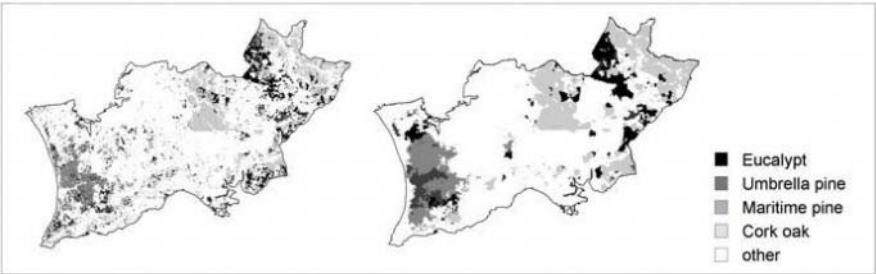 Eucalypt
Umbrella pine
Maritime pine
Cork oak
other